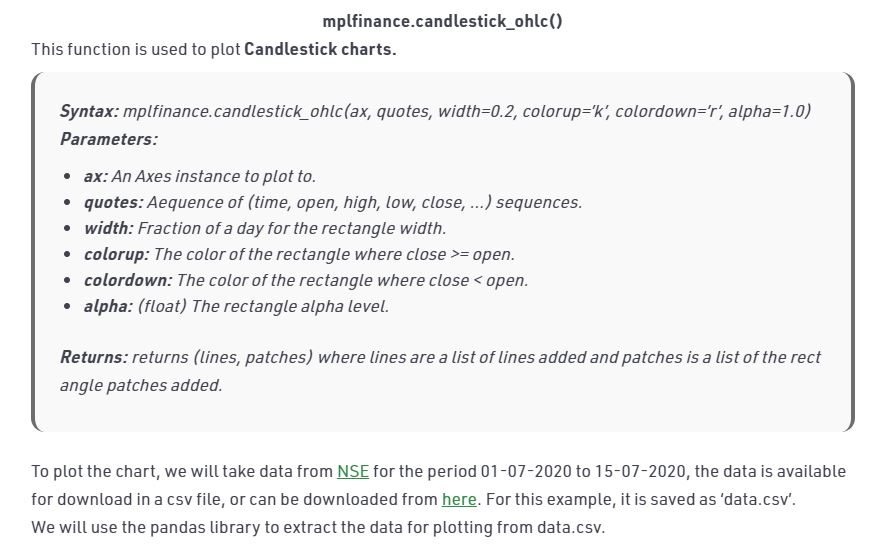 mplfinance.candlestick_ohlc()
This function is used to plot Candlestick charts.
Syntax: mplfinance.candlestick_ohlc(ax, quotes, width=0.2, colorup=‘k’, colordown=‘r’, alpha=1.0)
Parameters:
• ax: An Axes instance to plot to.
• quotes: Aequence of (time, open, high, low, close, …) sequences.
• width: Fraction of a day for the rectangle width.
• colorup: The color of the rectangle where close >= open.
• colordown: The color of the rectangle where close < open.
• alpha: (float) The rectangle alpha level.
Returns: returns (lines, patches) where lines are a list of lines added and patches is a list of the rect
angle patches added.
To plot the chart, we will take data from NSE for the period 01-07-2020 to 15-07-2020, the data is available
for download in a csv file, or can be downloaded from here. For this example, it is saved as ‘data.csv’.
We will use the pandas library to extract the data for plotting from data.csv.